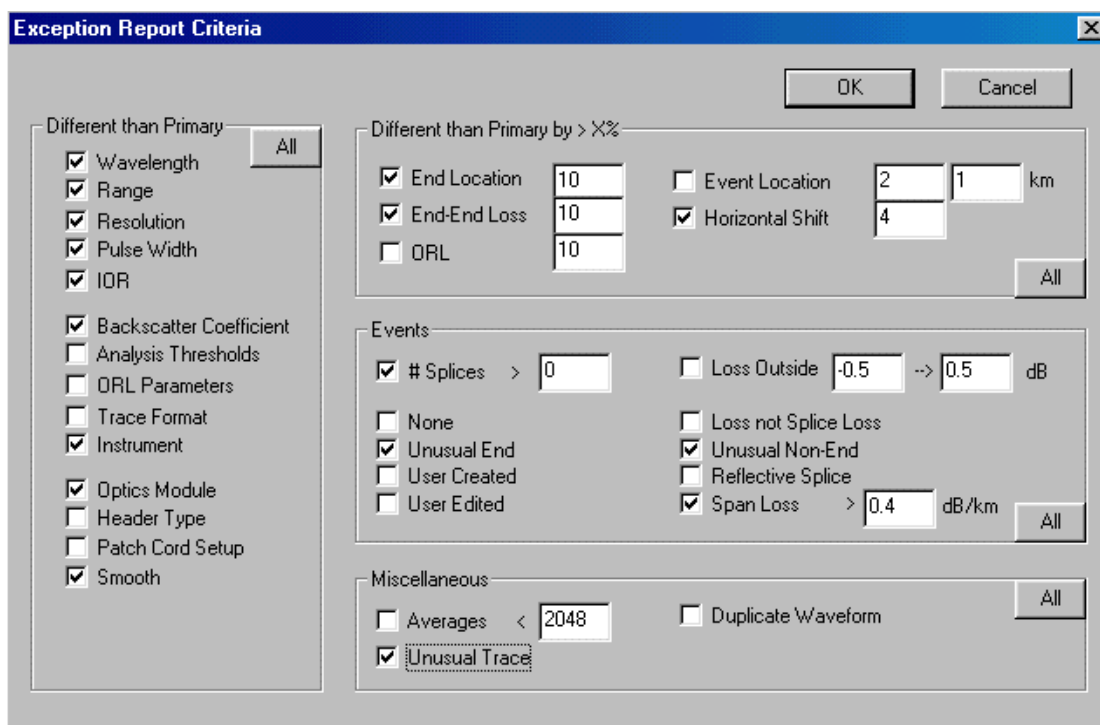 Exception Report Criteria
OK
Cancel
Different than Primary
All
Wavelength
Range
Resolution
Pulse Width
IOR
Backscatter Coefficient
Analysis Thresholds
ORL Parameters
Trace Format
Instrument
Optics Module
Header Type
Patch Cord Setup
Smooth
Different than Primary by > X%
End Location 10
End-End Loss 10
ORL 10
Event Location 2 1 km
Horizontal Shift 4
All
Events
# Splices > 0
None
Unusual End
User Created
User Edited
Loss Outside -0.5 --> 0.5 dB
Loss not Splice Loss
Unusual Non-End
Reflective Splice
Span Loss > 0.4 dB/km
All
Miscellaneous
All
Averages < 2048
Unusual Trace
Duplicate Waveform